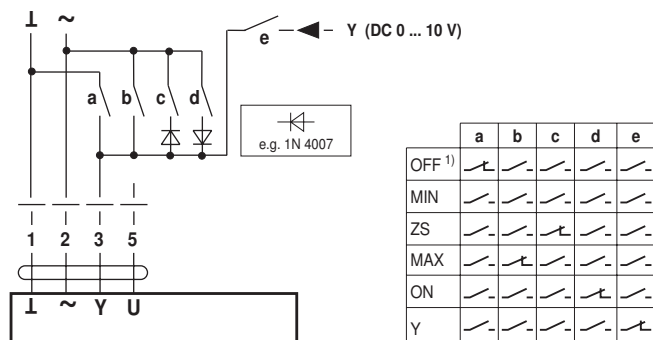 ⊥ ~
e Y (DC 0 ... 10 V)
a b c d
e.g. 1N 4007
1 2 3 5
⊥ ~ Y U
a b c d e
OFF 1)
MIN
ZS
MAX
ON
Y